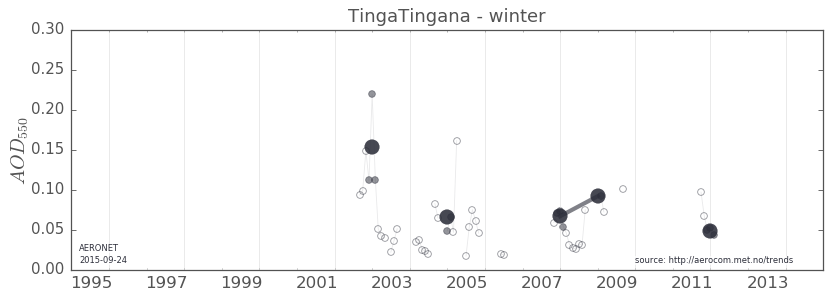 TingaTingana - winter
0.30
0.25
0.20
0.15
0.10
0.05
0.00
AOD550
AERONET
2015-09-24
source: http://aerocom.met.no/trends
1995 1997 1999 2001 2003 2005 2007 2009 2011 2013